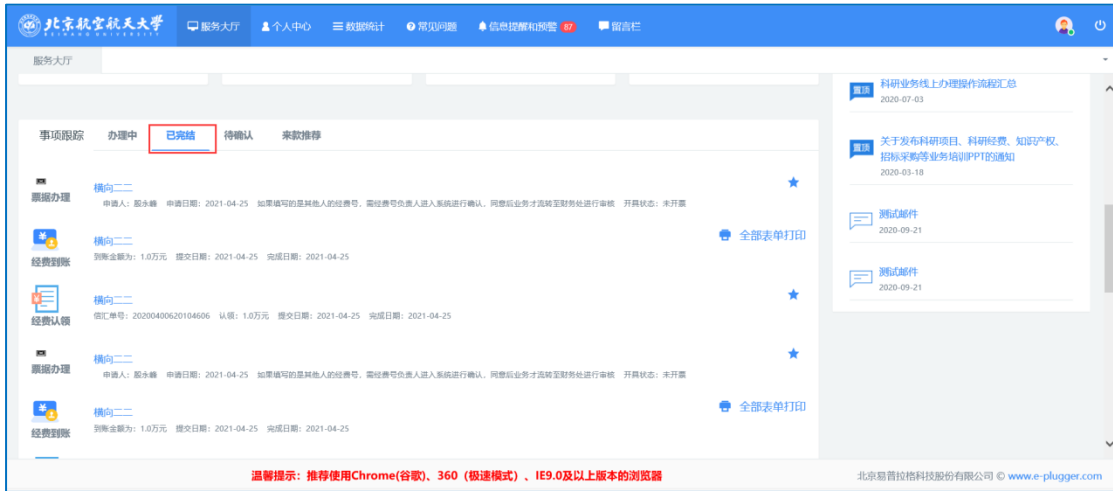 北京航空航天大学
BEIHANG UNIVERSITY
服务大厅 个人中心 数据统计 常见问题 信息提醒和预警 87 留言栏
服务大厅
置顶 科研业务线上办理操作流程汇总
2020-07-03
事项跟踪 办理中 已完结 待确认 来款推荐
置顶 关于发布科研项目、科研经费、知识产权、
招标采购等业务培训PPT的通知
2020-03-18
票据办理
横向二二
申请人：殷永峰 申请日期：2021-04-25 如果填写的是其他人的经费号，需经费号负责人进入系统进行确认，同意后业务才流转至财务处进行审核 开具状态：未开票
测试邮件
2020-09-21
经费到账
横向二二
全部表单打印
到账金额为：1.0万元 提交日期：2021-04-25 完成日期：2021-04-25
测试邮件
2020-09-21
经费认领
横向二二
信汇单号：20200400620104606 认领：1.0万元 提交日期：2021-04-25 完成日期：2021-04-25
票据办理
横向二二
申请人：殷永峰 申请日期：2021-04-25 如果填写的是其他人的经费号，需经费号负责人进入系统进行确认，同意后业务才流转至财务处进行审核 开具状态：未开票
经费到账
横向二二
全部表单打印
到账金额为：1.0万元 提交日期：2021-04-25 完成日期：2021-04-25
温馨提示：推荐使用Chrome(谷歌)、360（极速模式）、IE9.0及以上版本的浏览器
北京易普拉格科技股份有限公司 © www.e-plugger.com